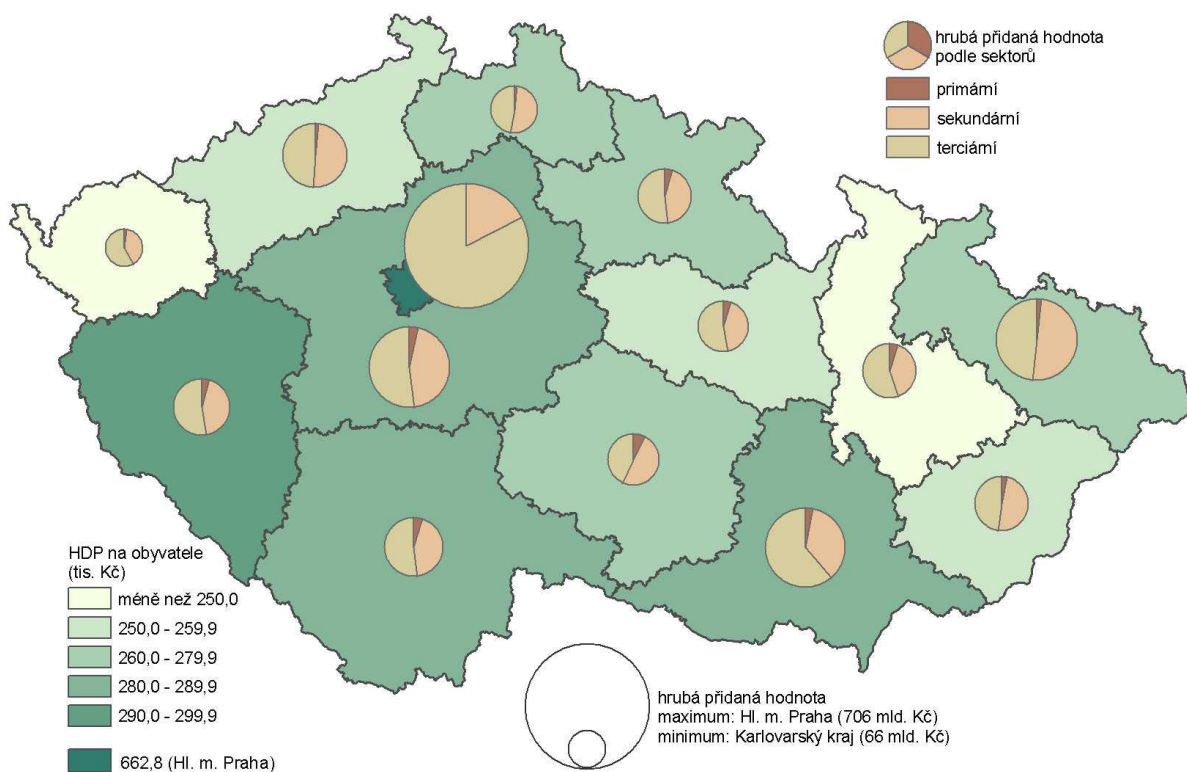 hrubá přidaná hodnota
podle sektorů
primární
sekundární
terciární
HDP na obyvatele
(tis. Kč)
méně než 250,0
250,0 - 259,9
260,0 - 279,9
280,0 - 289,9
290,0 - 299,9
662,8 (Hl. m. Praha)
hrubá přidaná hodnota
maximum: Hl. m. Praha (706 mld. Kč)
minimum: Karlovarský kraj (66 mld. Kč)